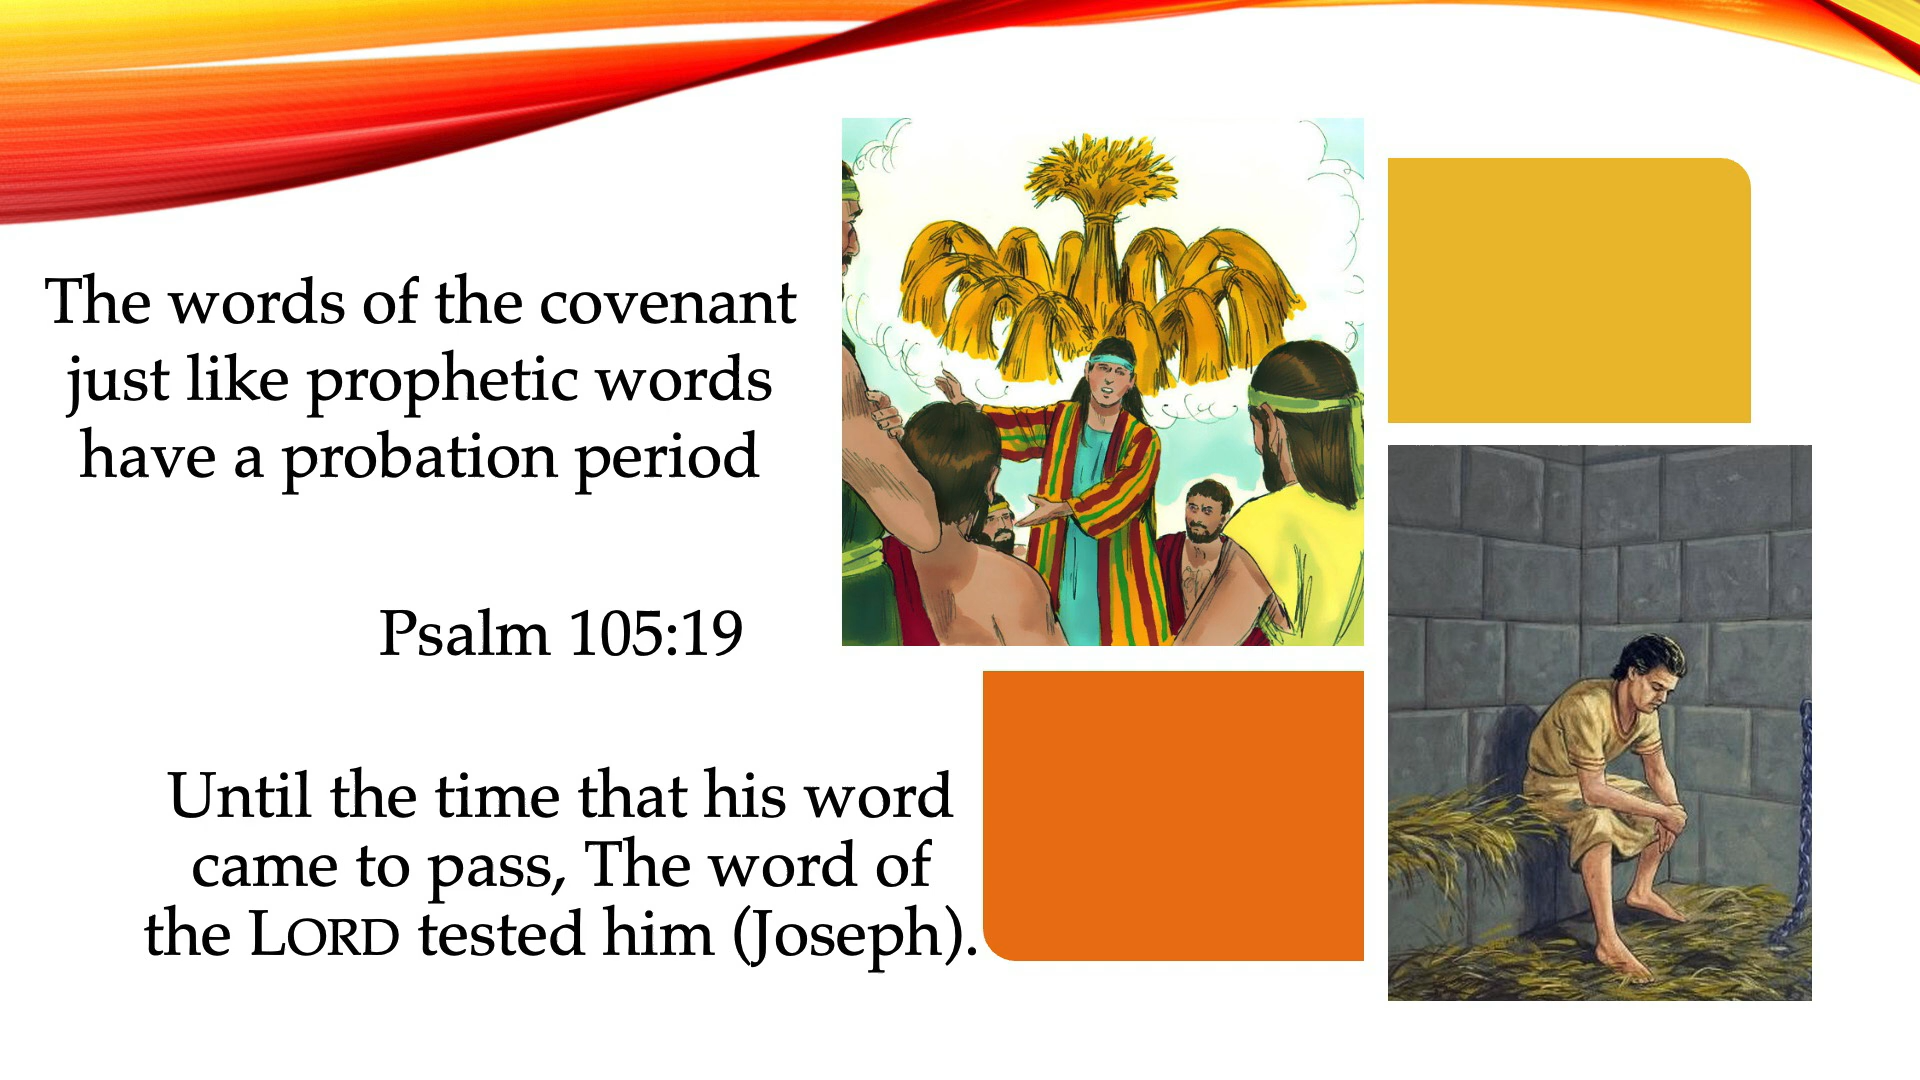 The words of the covenant
just like prophetic words
have a probation period
Psalm 105:19
Until the time that his word
came to pass, The word of
the LORD tested him (Joseph).